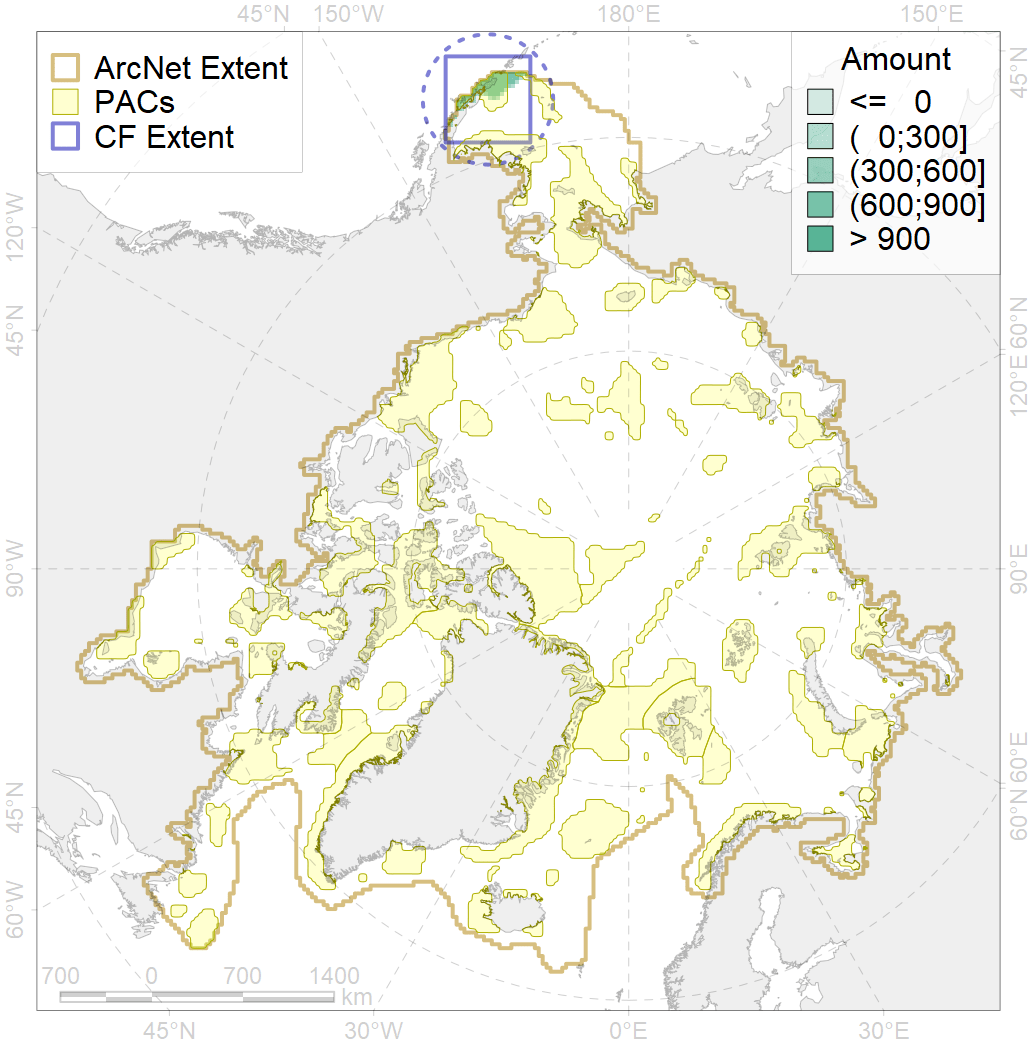 45°N 150°W 180°E 150°E
ArcNet Extent
PACs
CF Extent
Amount
<= 0
( 0;300]
(300;600]
(600;900]
> 900
45°N
120°W
60°N
45°N
120°E
90°W
90°E
60°E
45°N
60°N
60°W
700 0 700 1400
km
45°N 30°W 0°E 30°E